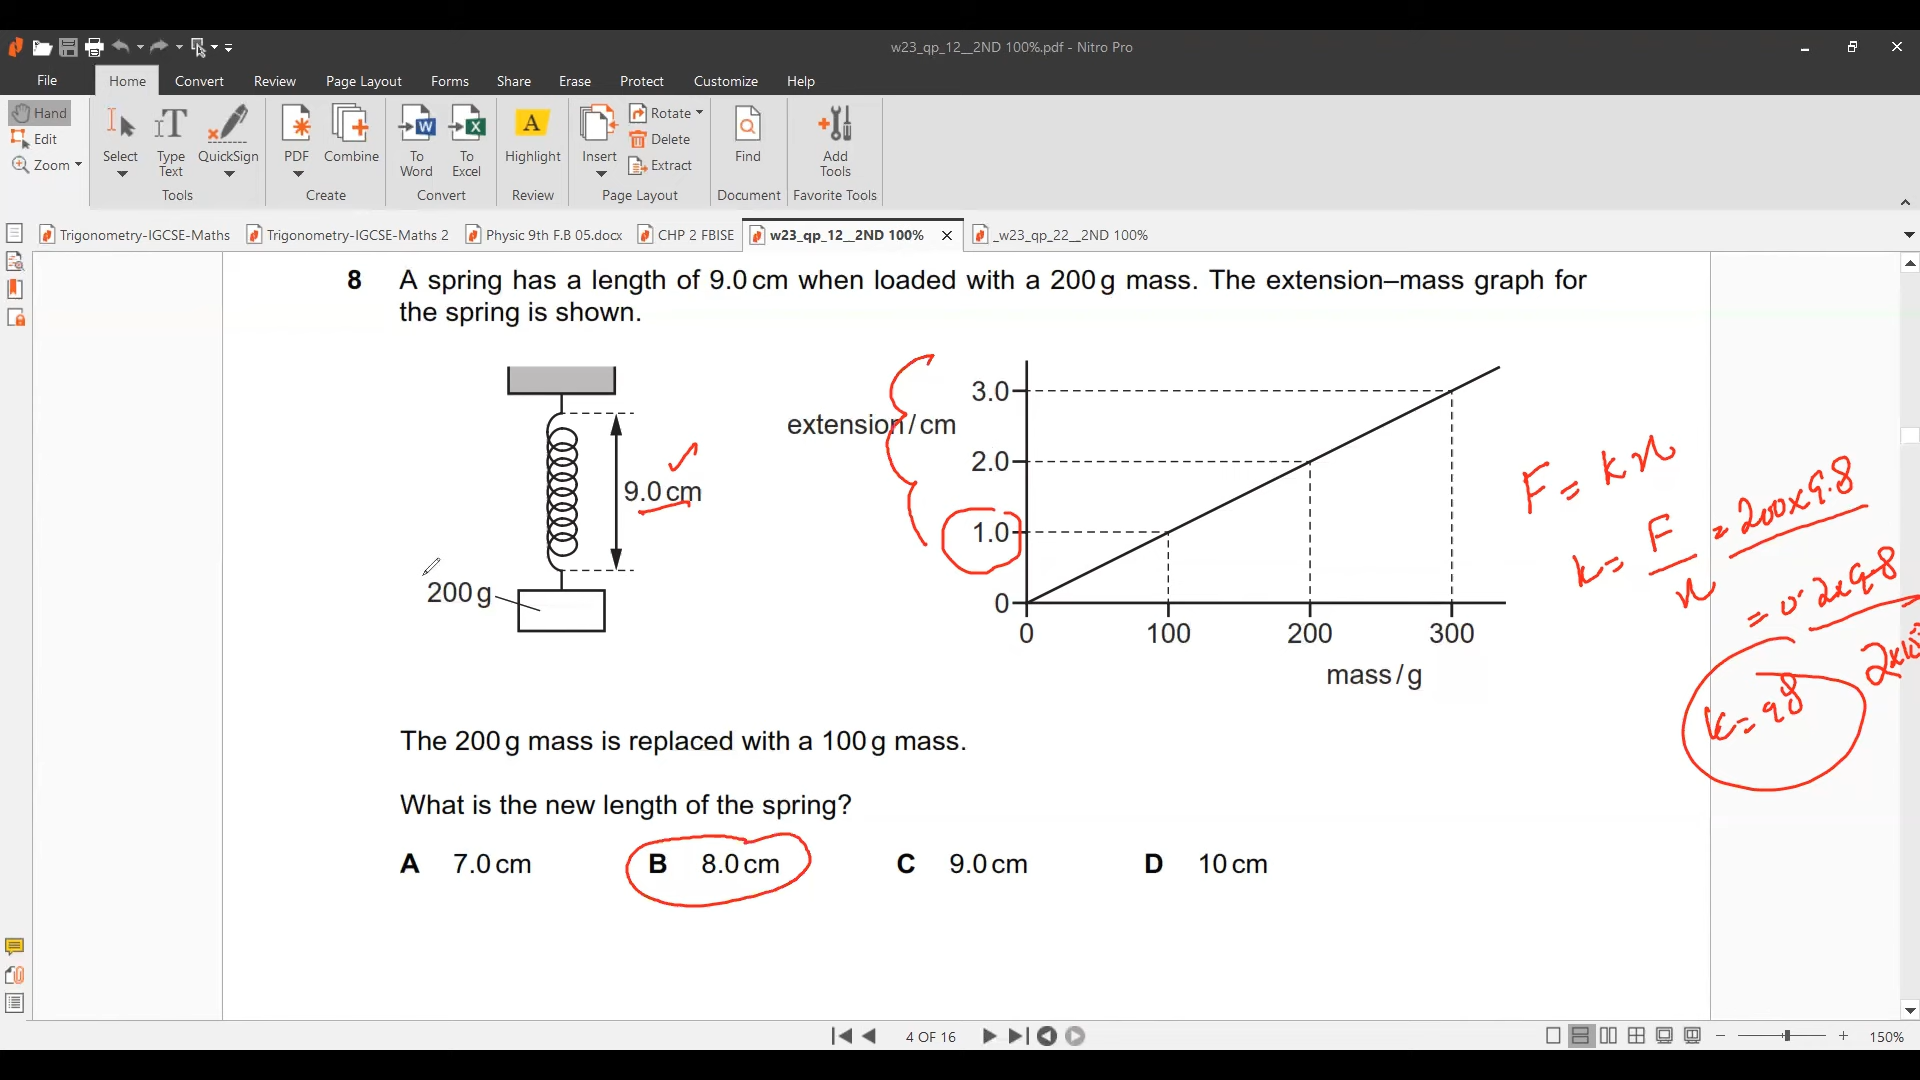 w23_qp_12__2ND 100%.pdf - Nitro Pro
File Home Convert Review Page Layout Forms Share Erase Protect Customize Help
Hand
Edit
Zoom
Select
Type Text
QuickSign
Tools
PDF
Combine
Create
To Word
To Excel
Convert
Highlight
Review
Insert
Rotate
Delete
Extract
Page Layout
Find
Document
Add Tools
Favorite Tools
Trigonometry-IGCSE-Maths
Trigonometry-IGCSE-Maths 2
Physic 9th F.B 05.docx
CHP 2 FBISE
w23_qp_12__2ND 100%
_w23_qp_22__2ND 100%
8 A spring has a length of 9.0 cm when loaded with a 200 g mass. The extension–mass graph for
the spring is shown.
9.0 cm
200 g
extension / cm
3.0
2.0
1.0
0
0 100 200 300
mass / g
F = kx
k = F/x = 200×9.8
= 0.2×9.8
k = 98
The 200 g mass is replaced with a 100 g mass.
What is the new length of the spring?
A 7.0 cm B 8.0 cm C 9.0 cm D 10 cm
4 OF 16
150%